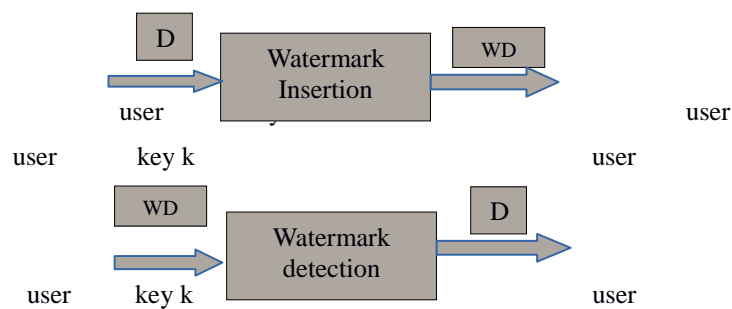 D
Watermark
Insertion
WD
user user
user key k user
WD
Watermark
detection
D
user key k user